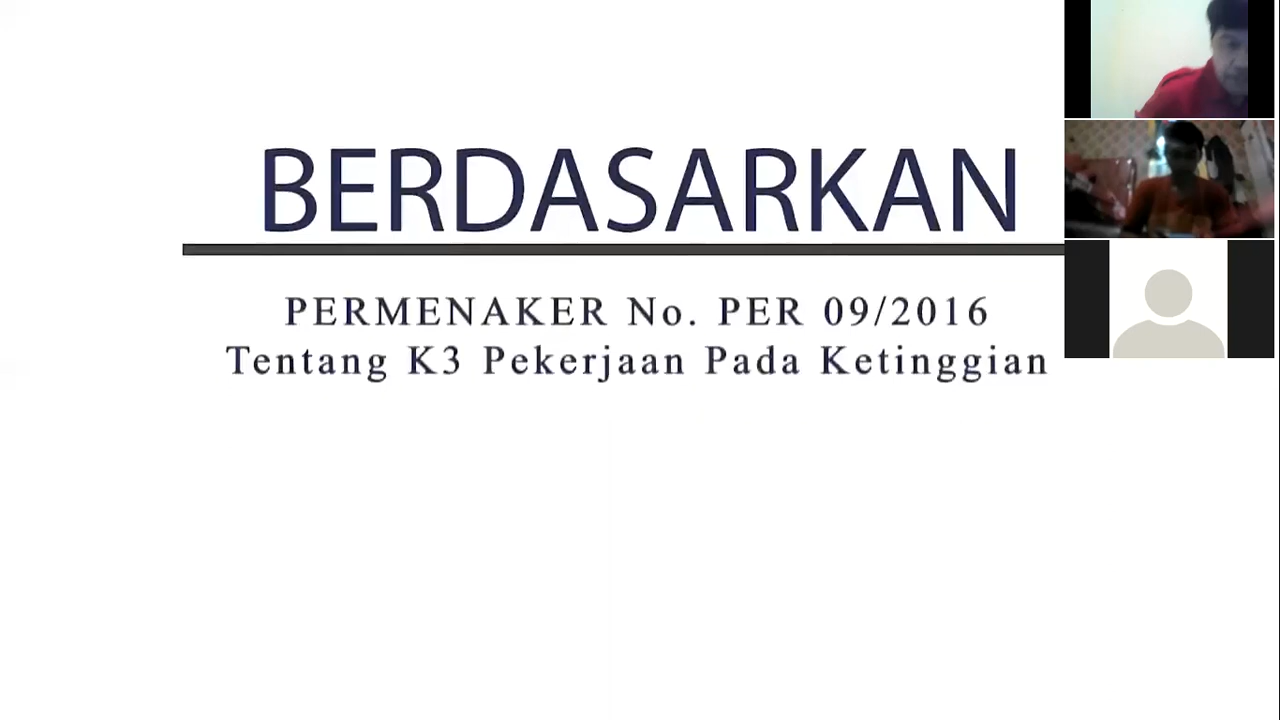 BERDASARKAN
PERMENAKER No. PER 09/2016
Tentang K3 Pekerjaan Pada Ketinggian